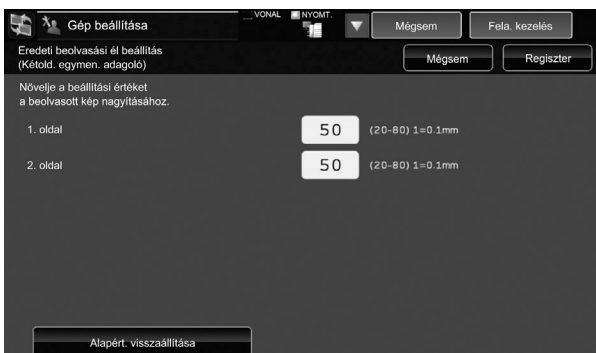 Gép beállítása
VONAL
NYOMT.
Mégsem
Fela. kezelés
Eredeti beolvasási él beállítás
(Kétold. egymen. adagoló)
Mégsem
Regiszter
Növelje a beállítási értéket
a beolvasott kép nagyításához.
1. oldal
50
(20-80) 1=0.1mm
2. oldal
50
(20-80) 1=0.1mm
Alapért. visszaállítása